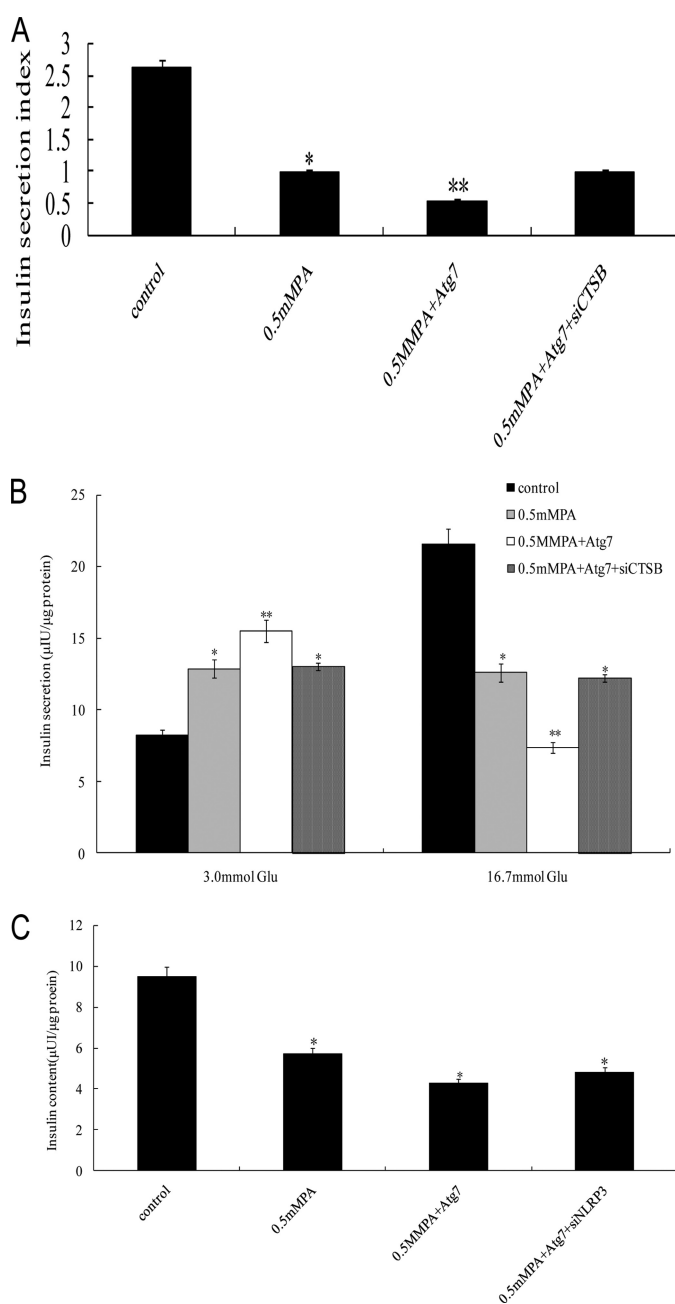 A
Insulin secretion index
3
2.5
2
1.5
1
0.5
0
*
**
control
0.5mMPA
0.5MMPA+Atg7
0.5mMPA+Atg7+siCTSB
B
Insulin secretion (μIU/μg protein)
25
20
15
10
5
0
control
0.5mMPA
0.5MMPA+Atg7
0.5mMPA+Atg7+siCTSB
*
**
*
*
**
*
3.0mmol Glu
16.7mmol Glu
C
Insulin content(μUI/μg proein)
12
10
8
6
4
2
0
*
*
*
control
0.5mMPA
0.5MMPA+Atg7
0.5mMPA+Atg7+siNLRP3